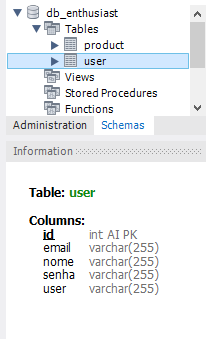 db_enthusiast
Tables
product
user
Views
Stored Procedures
Functions
Administration Schemas
Information
Table: user
Columns:
id int AI PK
email varchar(255)
nome varchar(255)
senha varchar(255)
user varchar(255)